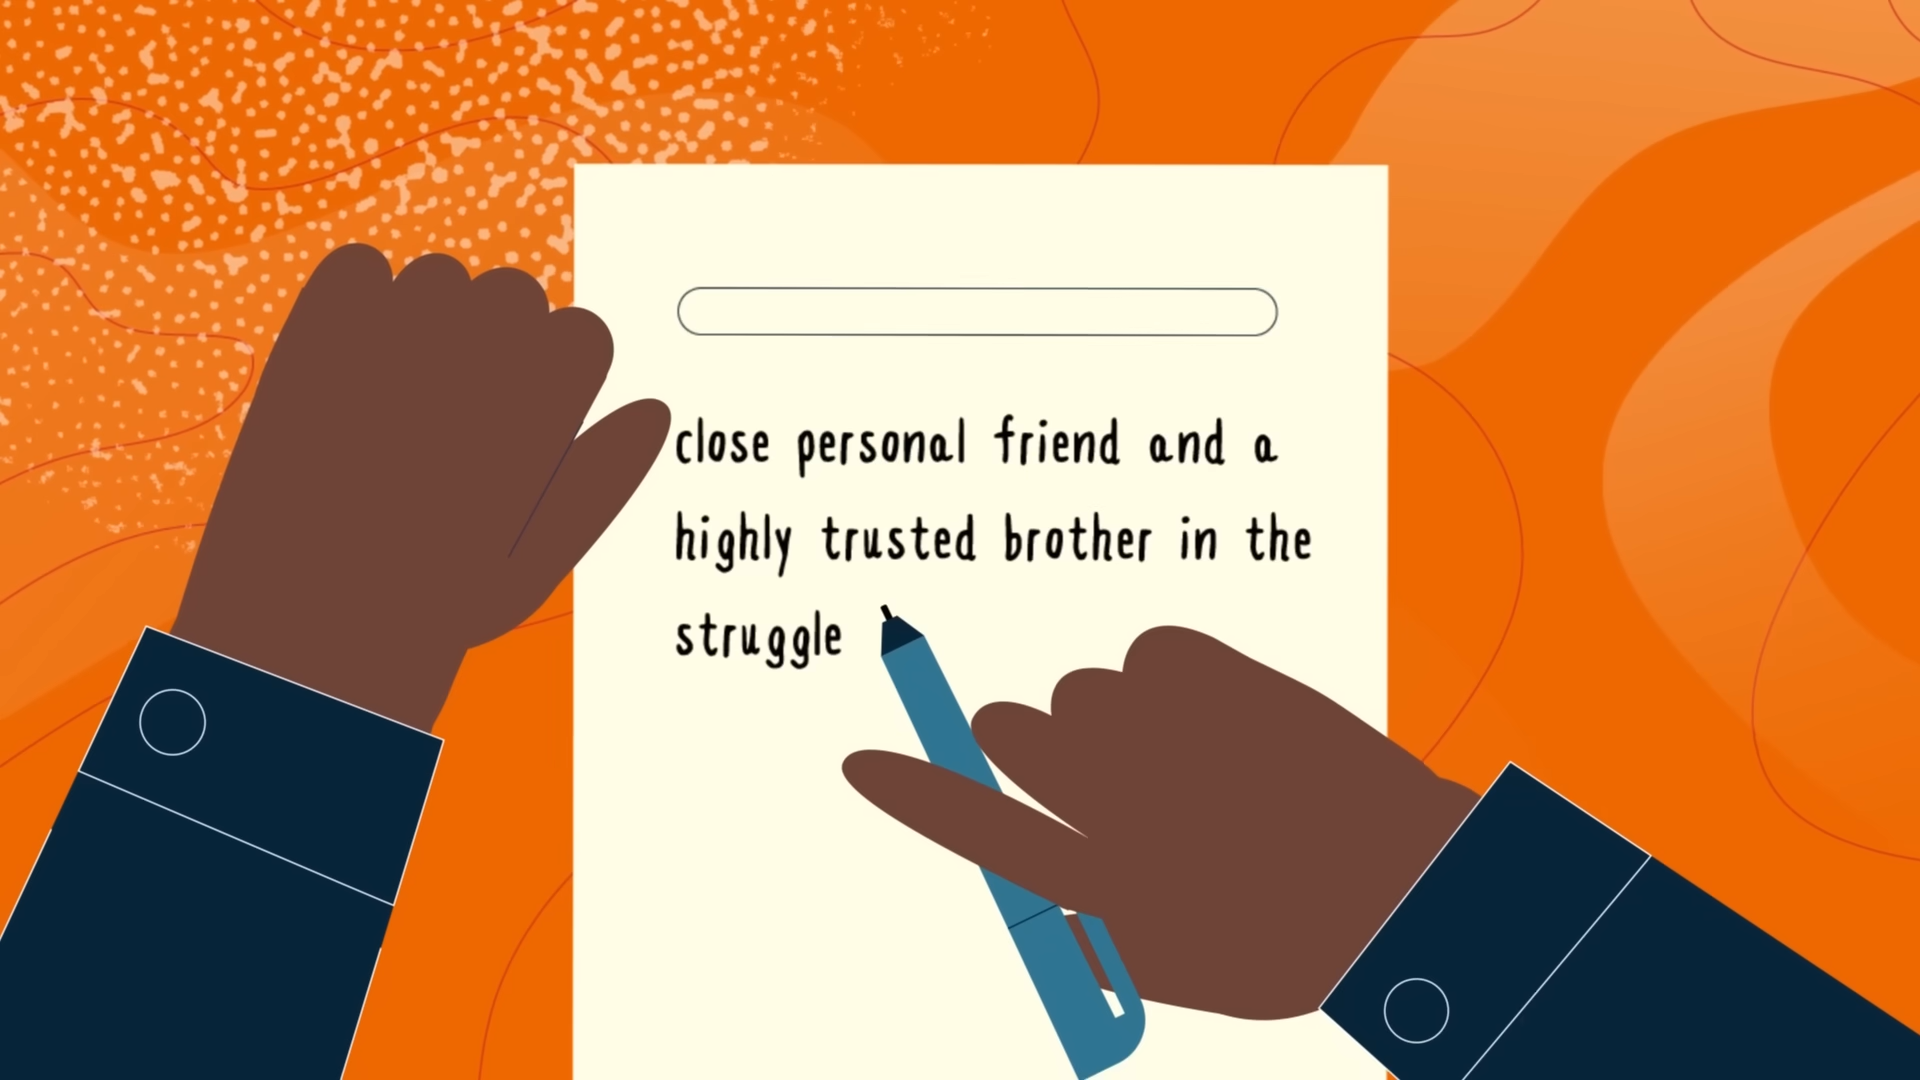 close personal friend and a
highly trusted brother in the
struggle